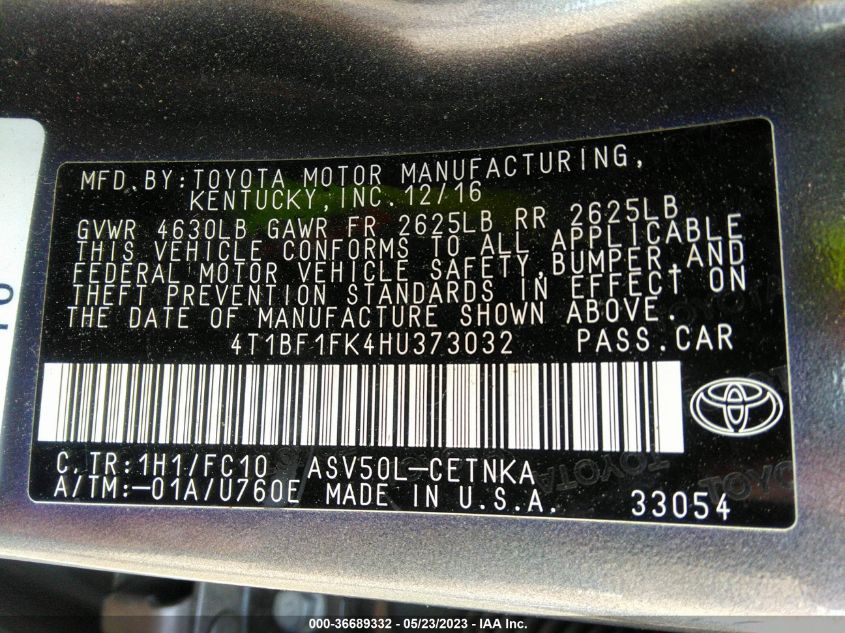 MFD.BY:TOYOTA MOTOR MANUFACTURING,
KENTUCKY,INC. 12/16
GVWR 4630LB GAWR FR 2625LB RR 2625LB
THIS VEHICLE CONFORMS TO ALL APPLICABLE
FEDERAL MOTOR VEHICLE SAFETY,BUMPER,AND
THEFT PREVENTION STANDARDS IN EFFECT ON
THE DATE OF MANUFACTURE SHOWN ABOVE.
4T1BF1FK4HU373032 PASS.CAR
C.TR:1H1/FC10 ASV50L-CETNKA
A/TM:-01A/U760E MADE IN U.S.A. 33054
TOYOTA
000-36689332 - 05/23/2023 - IAA Inc.